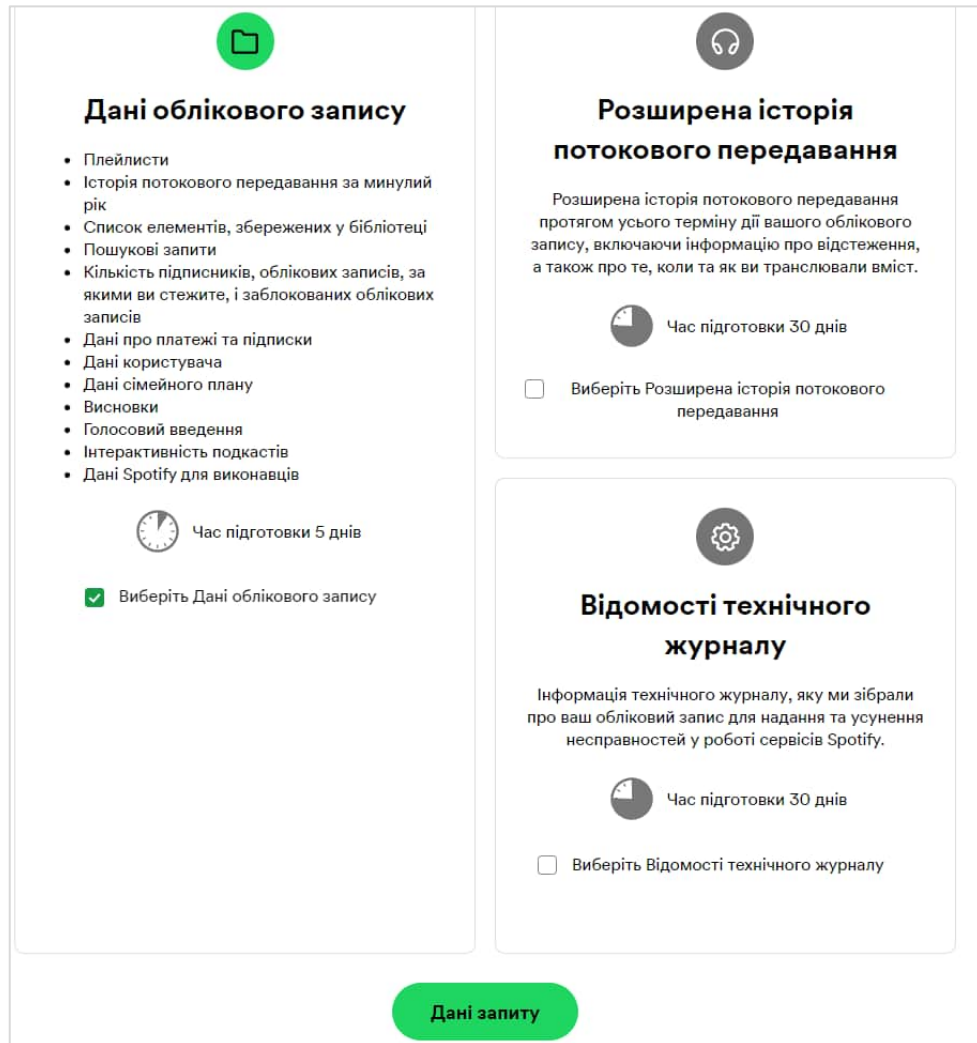 Дані облікового запису
Плейлисти
Історія потокового передавання за минулий
рік
Список елементів, збережених у бібліотеці
Пошукові запити
Кількість підписників, облікових записів, за
якими ви стежите, і заблокованих облікових
записів
Дані про платежі та підписки
Дані користувача
Дані сімейного плану
Висновки
Голосовий введення
Інтерактивність подкастів
Дані Spotify для виконавців
Час підготовки 5 днів
Виберіть Дані облікового запису
Розширена історія
потокового передавання
Розширена історія потокового передавання
протягом усього терміну дії вашого облікового
запису, включаючи інформацію про відстеження,
а також про те, коли та як ви транслювали вміст.
Час підготовки 30 днів
Виберіть Розширена історія потокового
передавання
Відомості технічного
журналу
Інформація технічного журналу, яку ми зібрали
про ваш обліковий запис для надання та усунення
несправностей у роботі сервісів Spotify.
Час підготовки 30 днів
Виберіть Відомості технічного журналу
Дані запиту